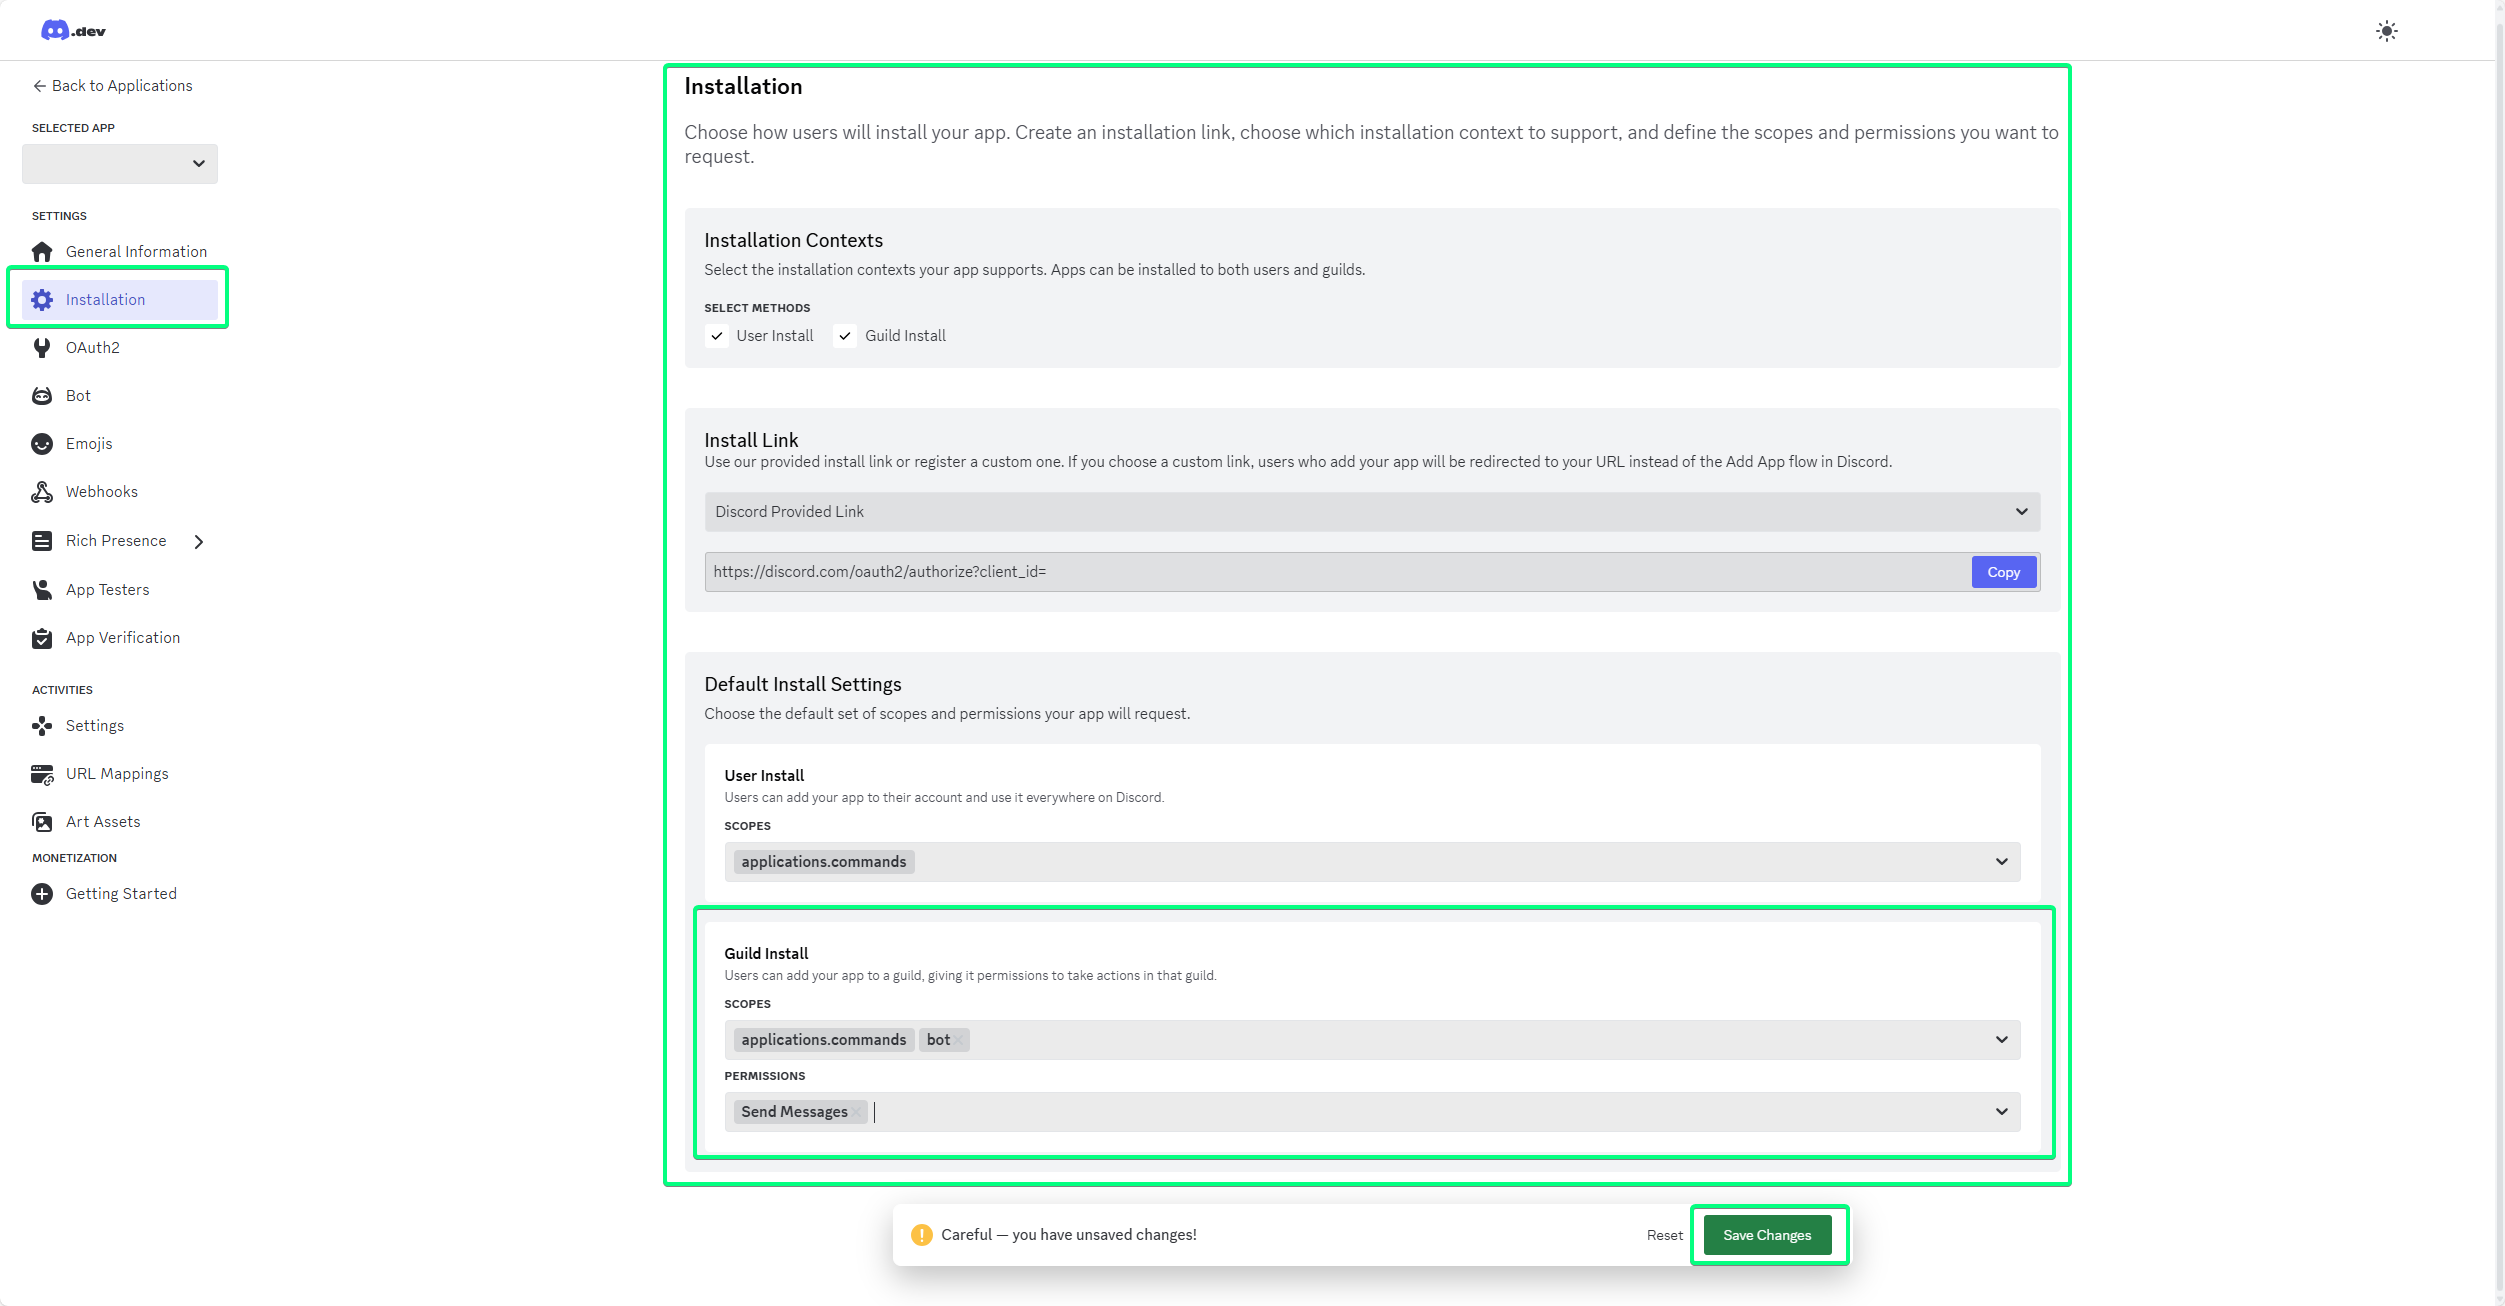 .dev
Back to Applications
SELECTED APP
SETTINGS
General Information
Installation
OAuth2
Bot
Emojis
Webhooks
Rich Presence
App Testers
App Verification
ACTIVITIES
Settings
URL Mappings
Art Assets
MONETIZATION
Getting Started
Installation
Choose how users will install your app. Create an installation link, choose which installation context to support, and define the scopes and permissions you want to
request.
Installation Contexts
Select the installation contexts your app supports. Apps can be installed to both users and guilds.
SELECT METHODS
User Install Guild Install
Install Link
Use our provided install link or register a custom one. If you choose a custom link, users who add your app will be redirected to your URL instead of the Add App flow in Discord.
Discord Provided Link
https://discord.com/oauth2/authorize?client_id= Copy
Default Install Settings
Choose the default set of scopes and permissions your app will request.
User Install
Users can add your app to their account and use it everywhere on Discord.
SCOPES
applications.commands
Guild Install
Users can add your app to a guild, giving it permissions to take actions in that guild.
SCOPES
applications.commands bot
PERMISSIONS
Send Messages
Careful — you have unsaved changes! Reset Save Changes